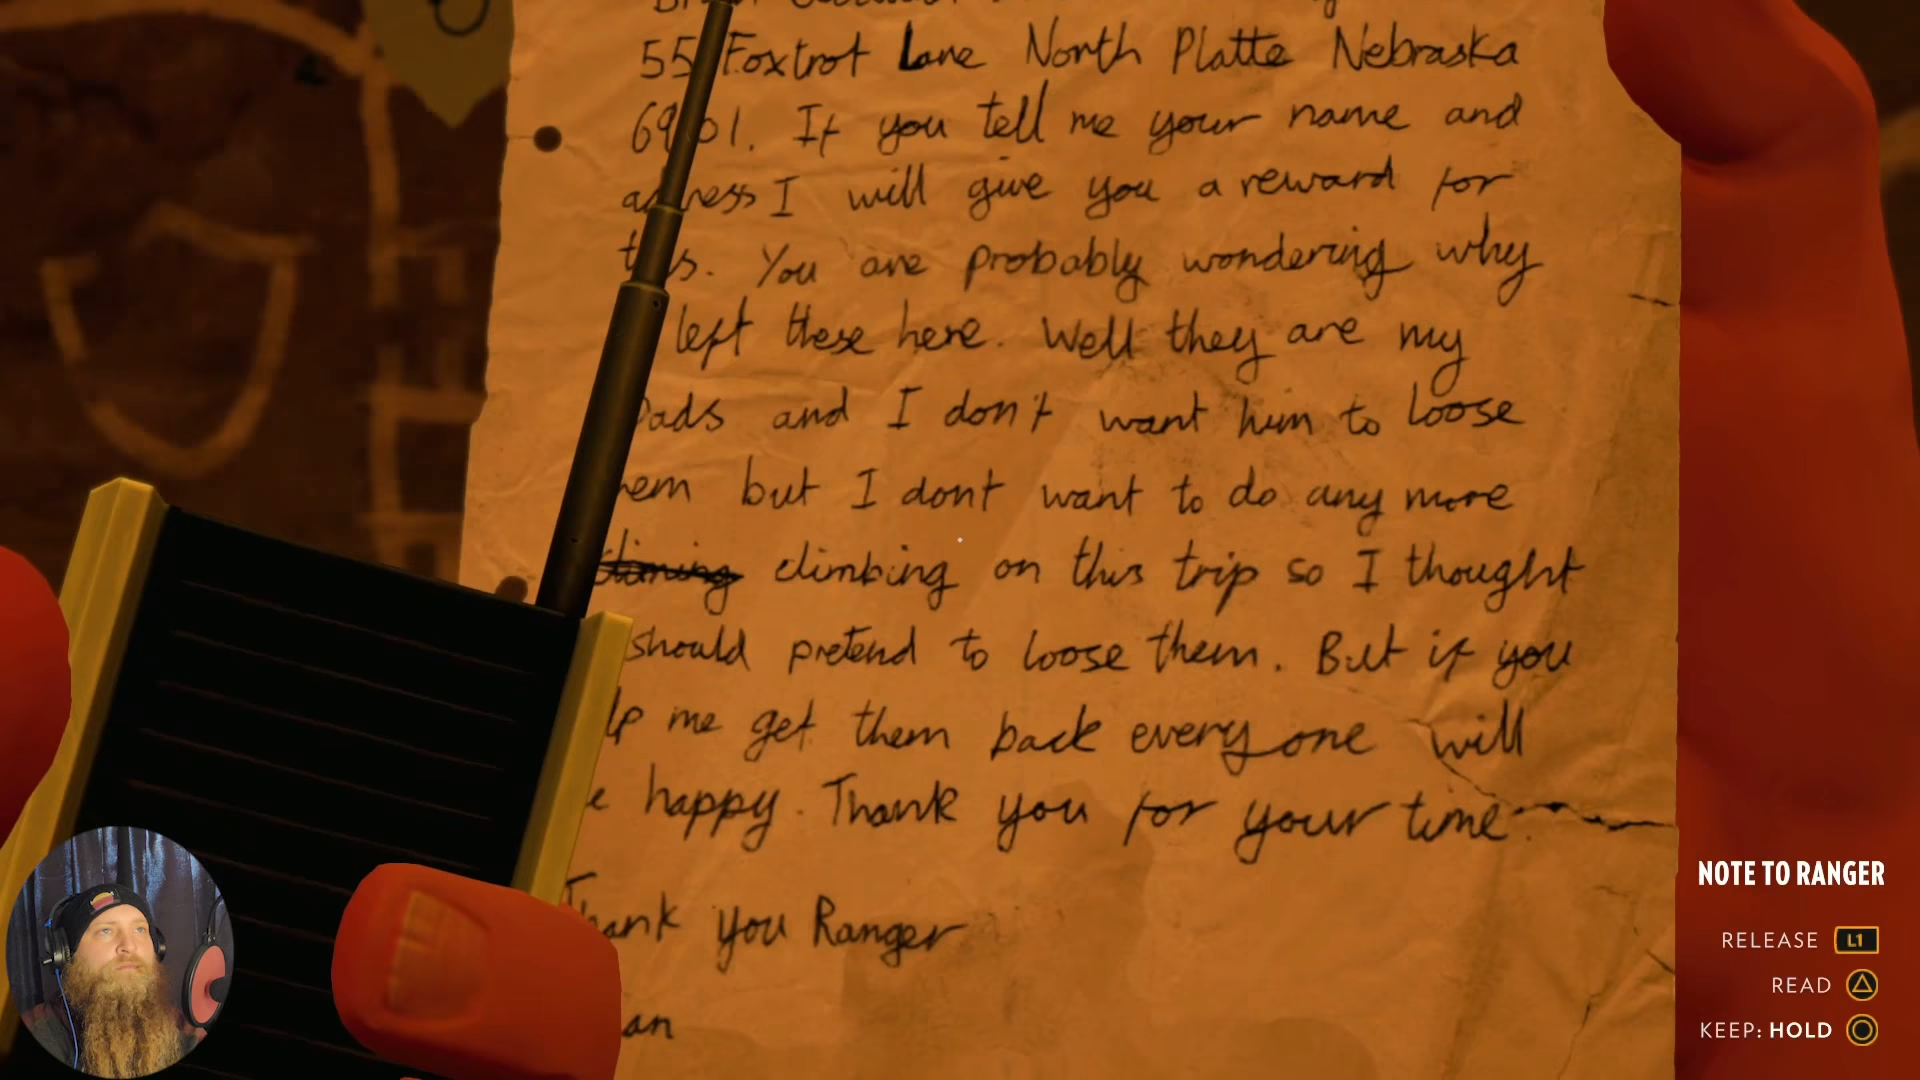 55 Foxtrot Lane North Platte Nebraska
If you tell me your name and
I will give you a reward for
You are probably wondering why
left these here. Well they are my
Dads and I don't want him to loose
but I dont want to do any more
climbing on this trip so I thought
should pretend to loose them. But if you
me get them back every one will
happy. Thank you for your time.
Thank you Ranger
NOTE TO RANGER
RELEASE L1
READ
KEEP: HOLD